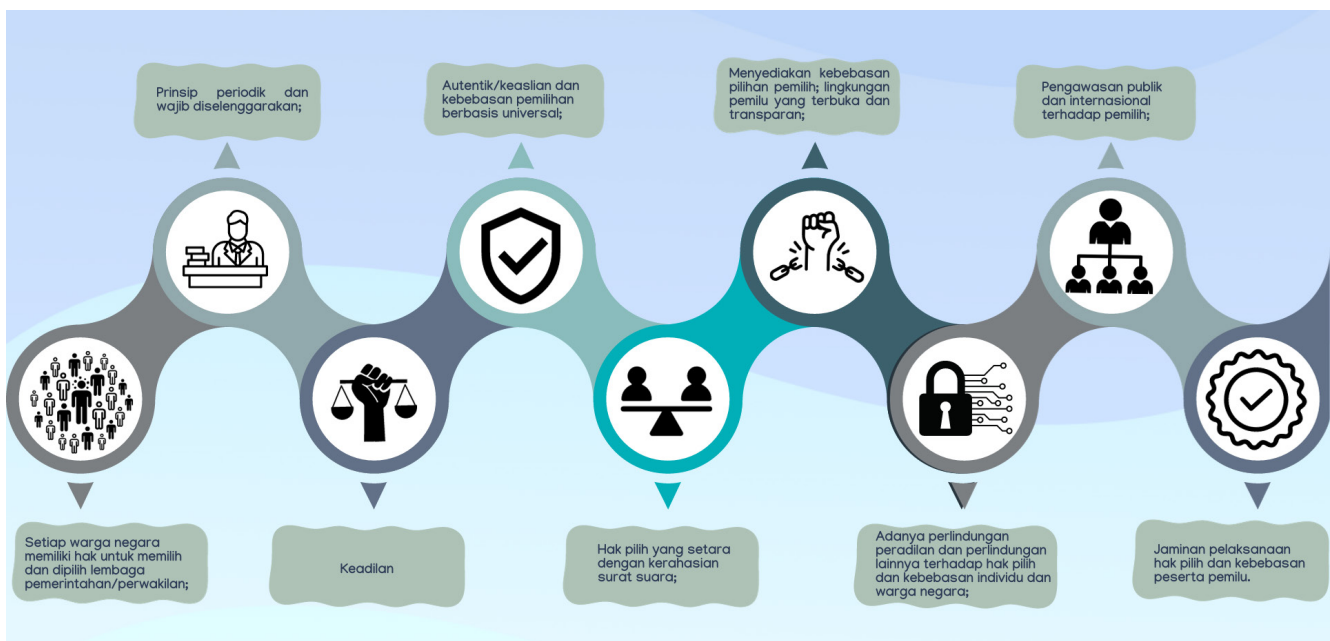 Prinsip periodik dan
wajib diselenggarakan;
Autentik/keaslian dan
kebebasan pemilihan
berbasis universal;
Menyediakan kebebasan
pilihan pemilih; lingkungan
pemilu yang terbuka dan
transparan;
Pengawasan publik
dan internasional
terhadap pemilih;
Setiap warga negara
memiliki hak untuk memilih
dan dipilih lembaga
pemerintahan/perwakilan;
Keadilan
Hak pilih yang setara
dengan kerahasian
surat suara;
Adanya perlindungan
peradilan dan perlindungan
lainnya terhadap hak pilih
dan kebebasan individu dan
warga negara;
Jaminan pelaksanaan
hak pilih dan kebebasan
peserta pemilu.